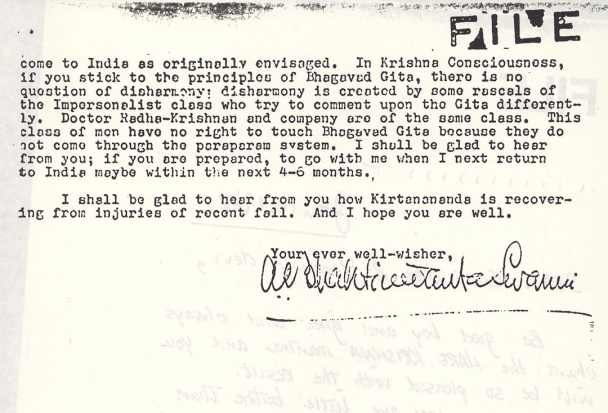 FILE
come to India as originally envisaged.  In Krishna Consciousness,
if you stick to the principles of Bhagavad Gita, there is no
question of disharmony; disharmony is created by some rascals of
the Impersonalist class who try to comment upon the Gita different-
ly.  Doctor Radha-Krishnan and company are of the same class.  This
class of men have no right to touch Bhagavad Gita because they do
not come through the paraparam system.  I shall be glad to hear
from you; if you are prepared, to go with me when I next return
to India maybe within the next 4-6 months.,
I shall be glad to hear from you how Kirtanananda is recover-
ing from injuries of recent fall.  And I hope you are well.
Your ever well-wisher,
A.C. Bhaktivedanta Swami
Be good boy and give and always
chant the HARE KRISHNA mantra and you
will be so pleased with the results